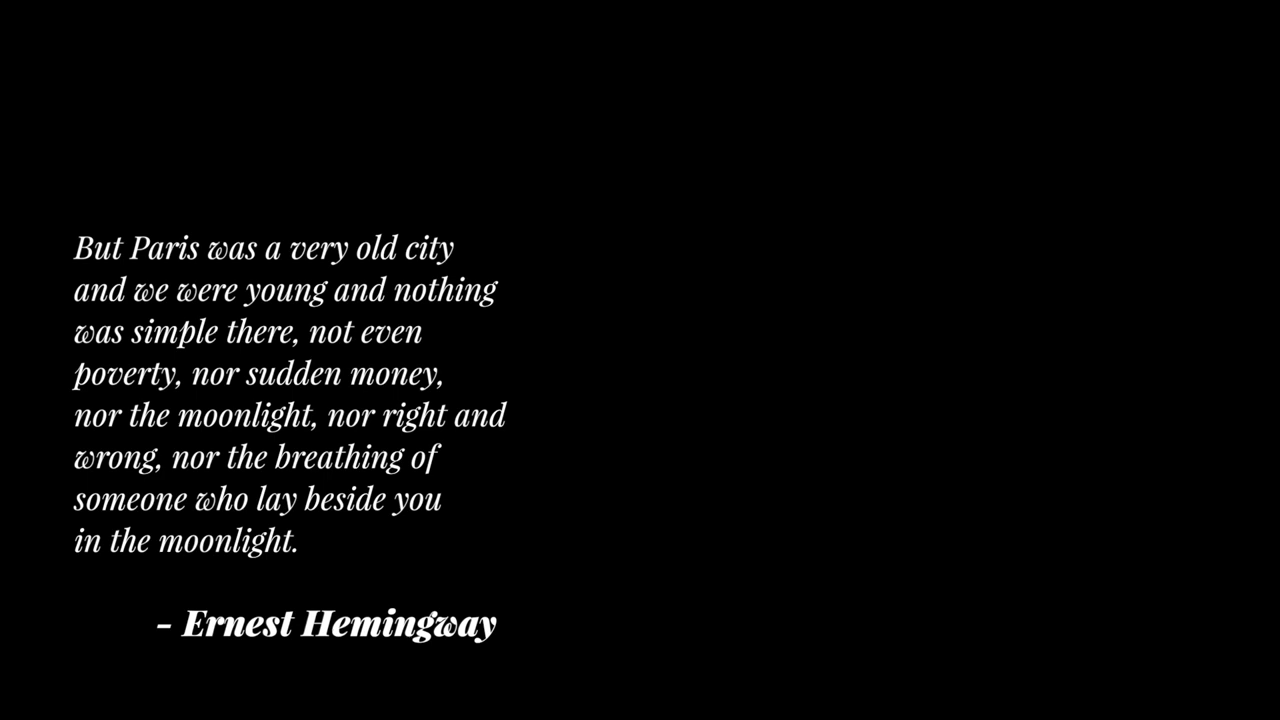 But Paris was a very old city
and we were young and nothing
was simple there, not even
poverty, nor sudden money,
nor the moonlight, nor right and
wrong, nor the breathing of
someone who lay beside you
in the moonlight.
- Ernest Hemingway